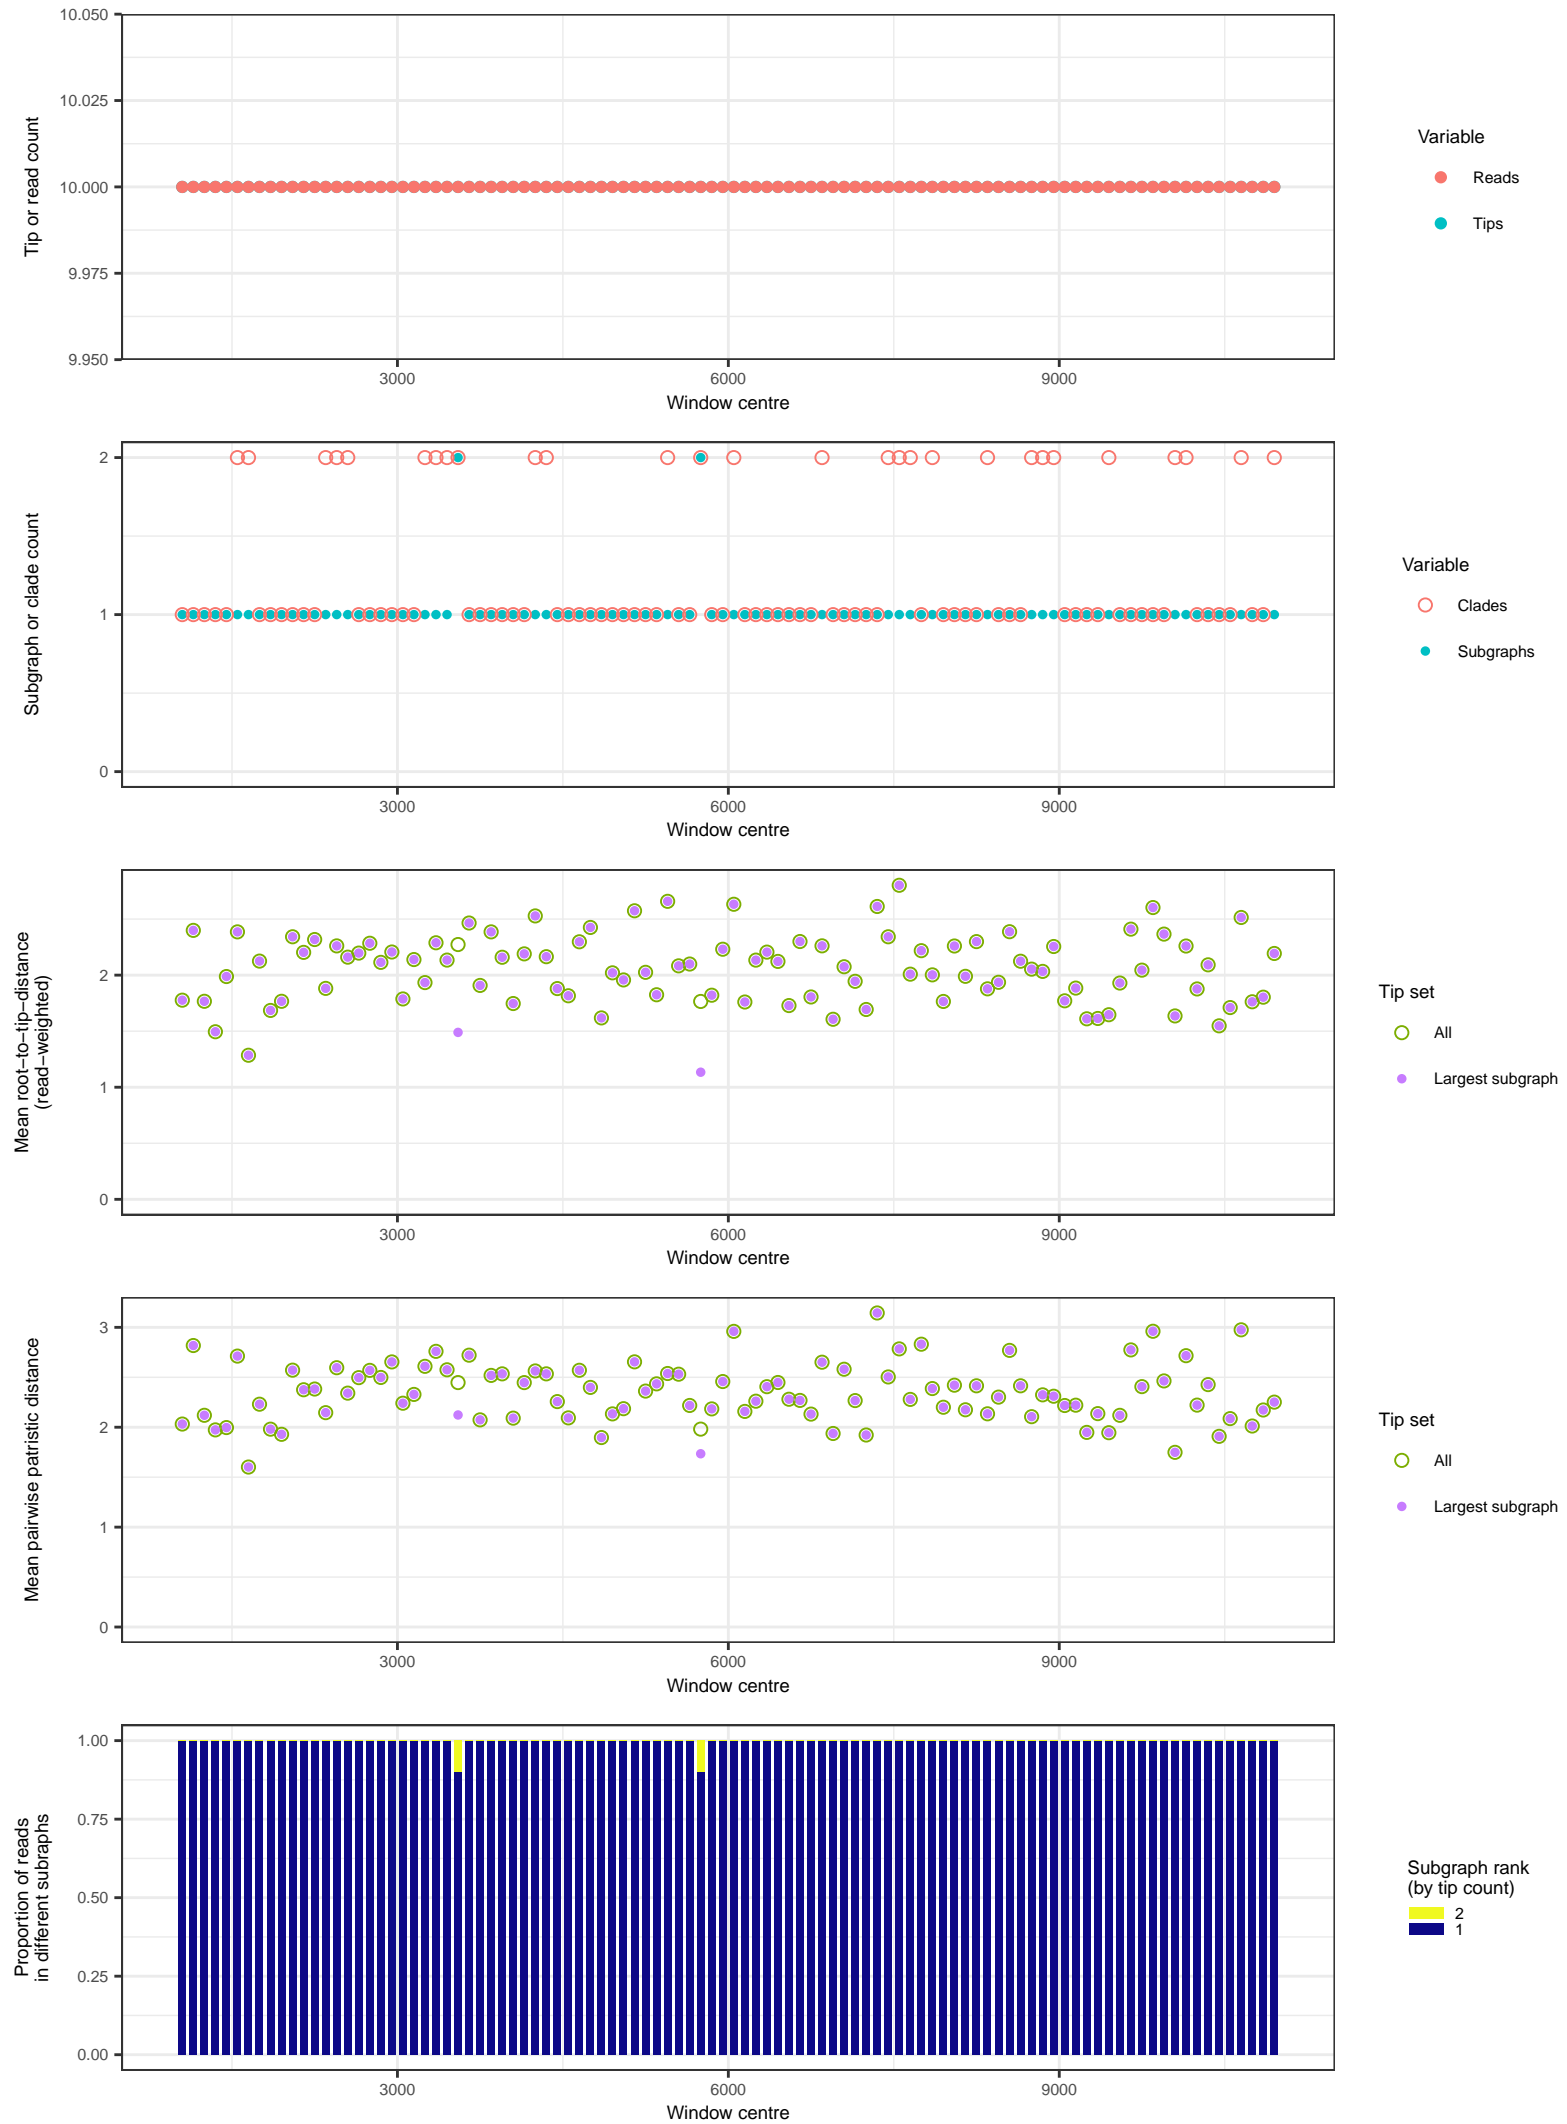 10.050
10.025
10.000
9.975
9.950
Tip or read count
3000
6000
9000
Window centre
Variable
Reads
Tips
2
1
0
Subgraph or clade count
3000
6000
9000
Window centre
Variable
Clades
Subgraphs
2
1
0
Mean root−to−tip−distance
(read−weighted)
3000
6000
9000
Window centre
Tip set
All
Largest subgraph
3
2
1
0
Mean pairwise patristic distance
3000
6000
9000
Window centre
Tip set
All
Largest subgraph
1.00
0.75
0.50
0.25
0.00
Proportion of reads
in different subraphs
3000
6000
9000
Window centre
Subgraph rank
(by tip count)
2
1